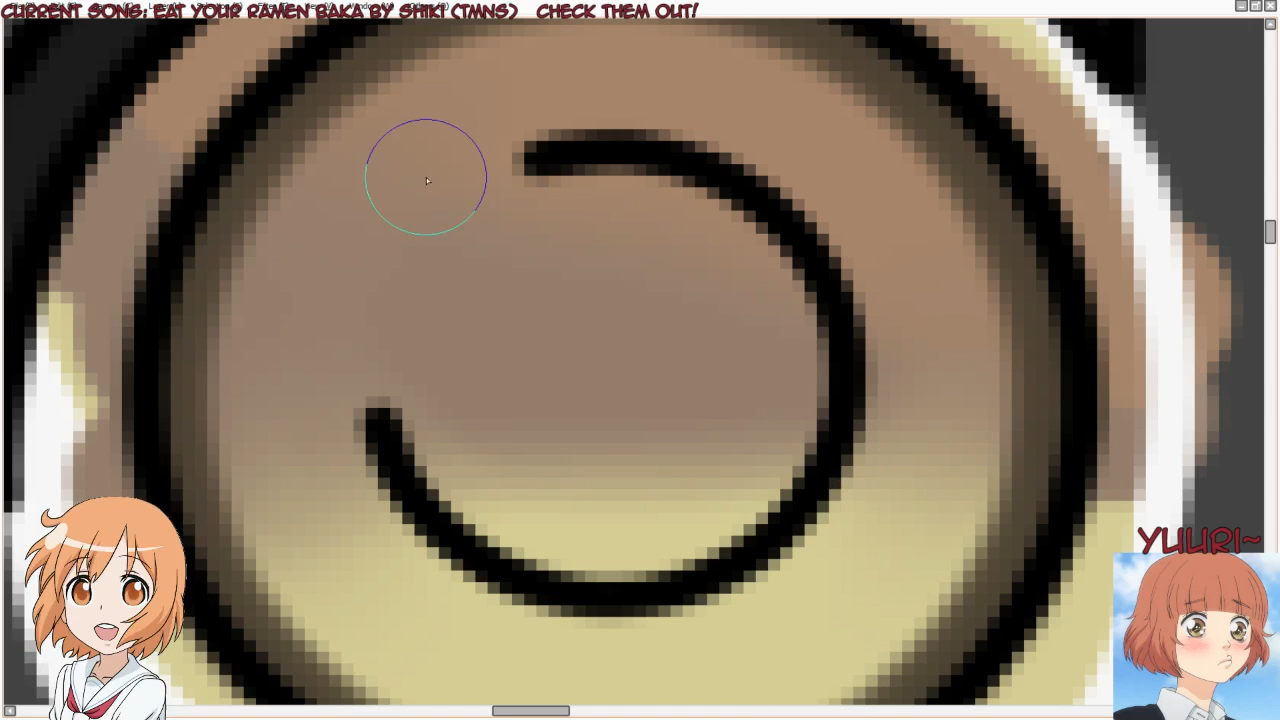 CURRENT SONG: EAT YOUR RAMEN BAKA BY SHIKI (TMNS)   CHECK THEM OUT!
YUURI~